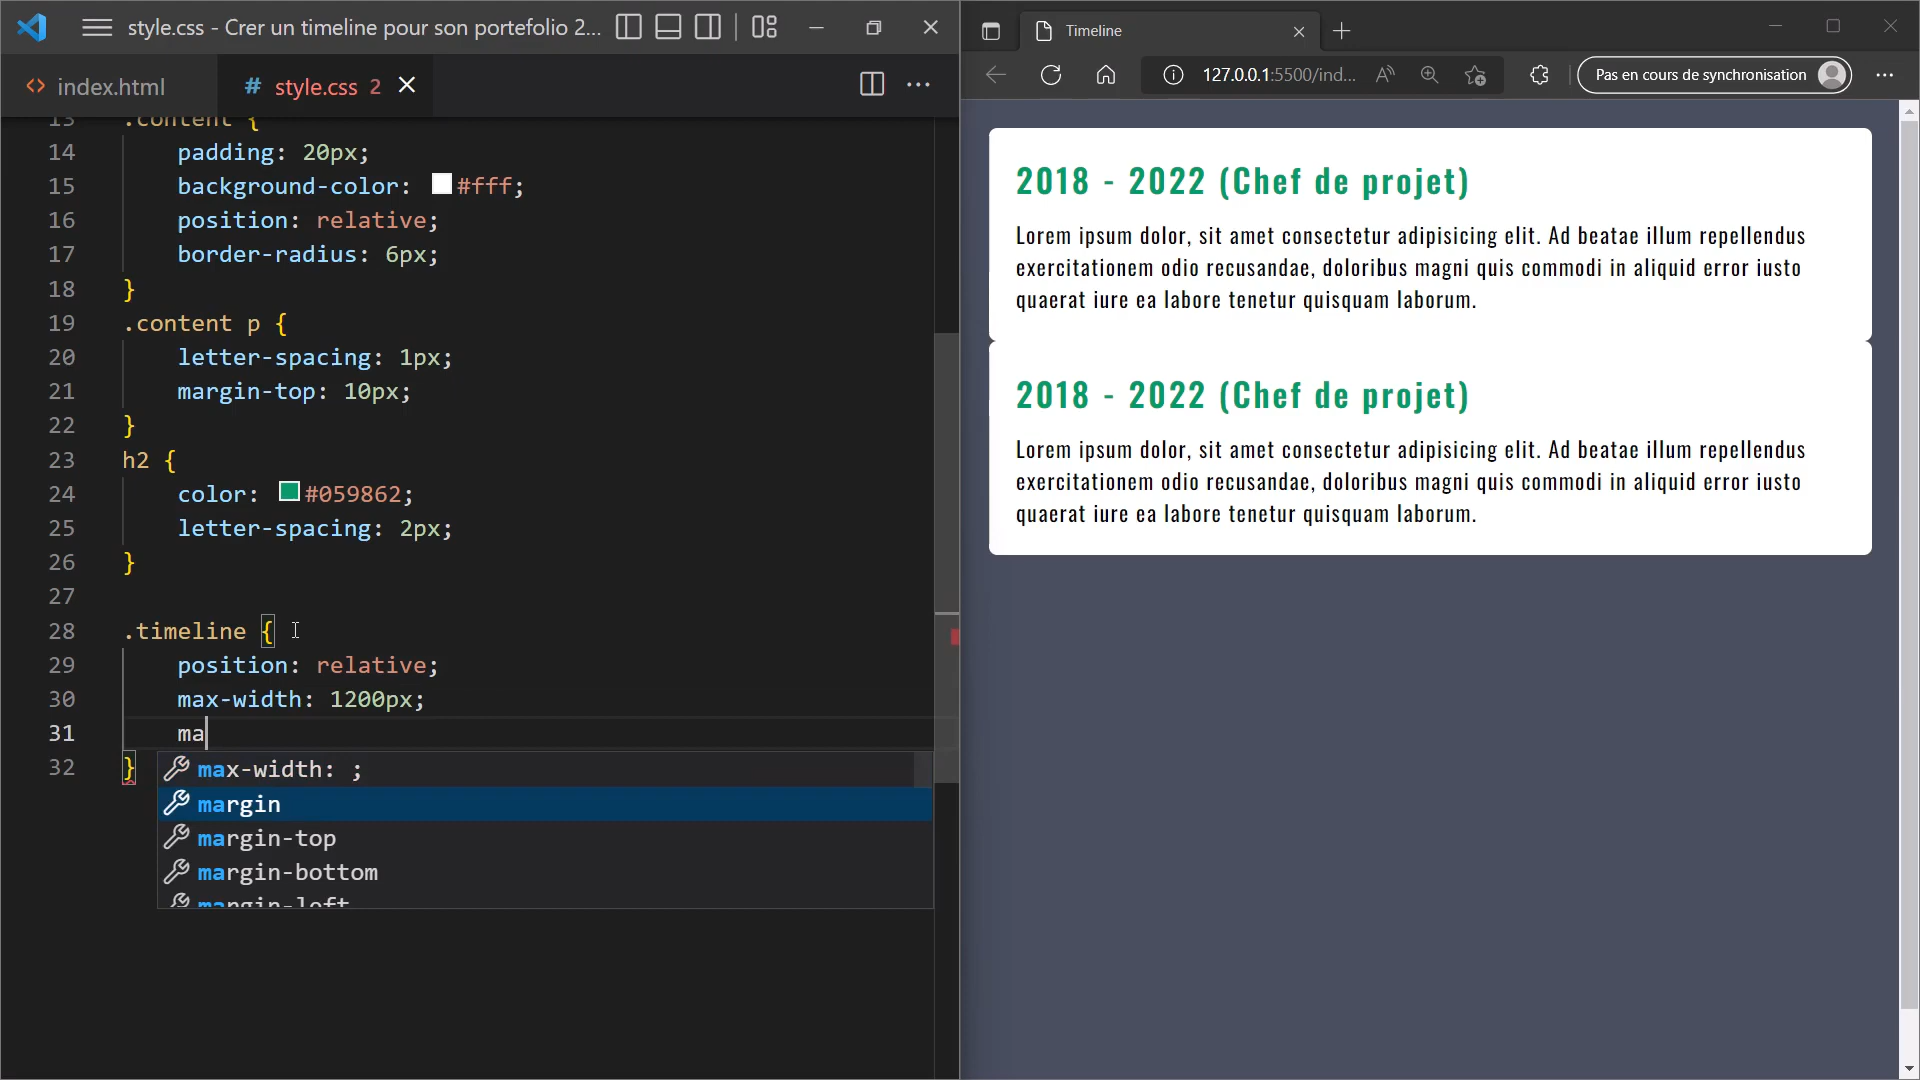 style.css - Crer un timeline pour son portefolio 2...
index.html
# style.css 2
13 .content {
14 padding: 20px;
15 background-color: #fff;
16 position: relative;
17 border-radius: 6px;
18 }
19 .content p {
20 letter-spacing: 1px;
21 margin-top: 10px;
22 }
23 h2 {
24 color: #059862;
25 letter-spacing: 2px;
26 }
27
28 .timeline {
29 position: relative;
30 max-width: 1200px;
31 ma
32 }
max-width: ;
margin
margin-top
margin-bottom
margin-left
Timeline
127.0.0.1:5500/ind...
Pas en cours de synchronisation
2018 - 2022 (Chef de projet)
Lorem ipsum dolor, sit amet consectetur adipisicing elit. Ad beatae illum repellendus
exercitationem odio recusandae, doloribus magni quis commodi in aliquid error iusto
quaerat iure ea labore tenetur quisquam laborum.
2018 - 2022 (Chef de projet)
Lorem ipsum dolor, sit amet consectetur adipisicing elit. Ad beatae illum repellendus
exercitationem odio recusandae, doloribus magni quis commodi in aliquid error iusto
quaerat iure ea labore tenetur quisquam laborum.